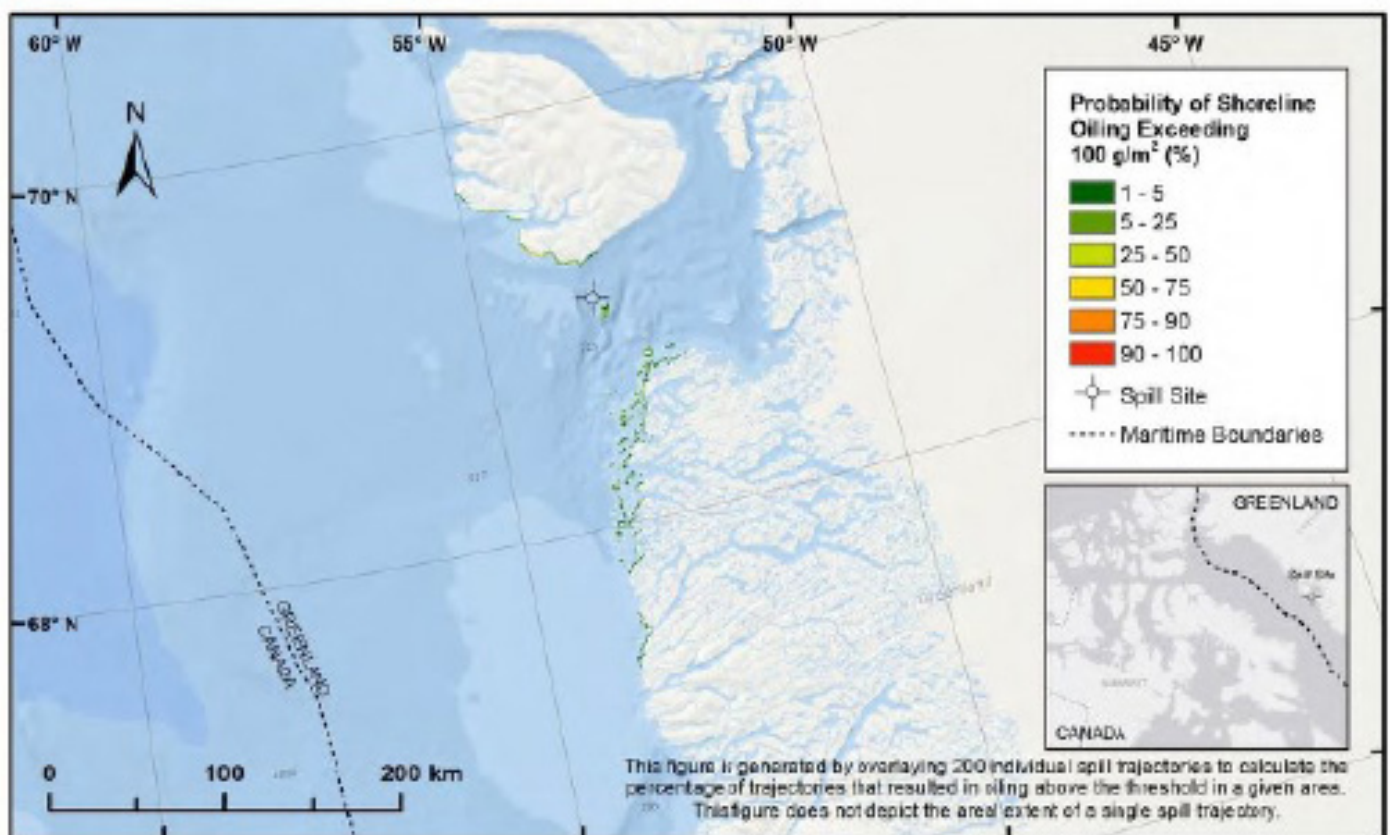 60° W
55° W
50° W
45° W
N
70° N
68° N
Probability of Shoreline
Oiling Exceeding
100 g/m² (%)
1 - 5
5 - 25
25 - 50
50 - 75
75 - 90
90 - 100
Spill Site
Maritime Boundaries
GREENLAND
CANADA
GREENLAND
Spill Site
CANADA
0 100 200 km
This figure is generated by overlaying 200 individual spill trajectories to calculate the
percentage of trajectories that resulted in oiling above the threshold in a given area.
This figure does not depict the areal extent of a single spill trajectory.